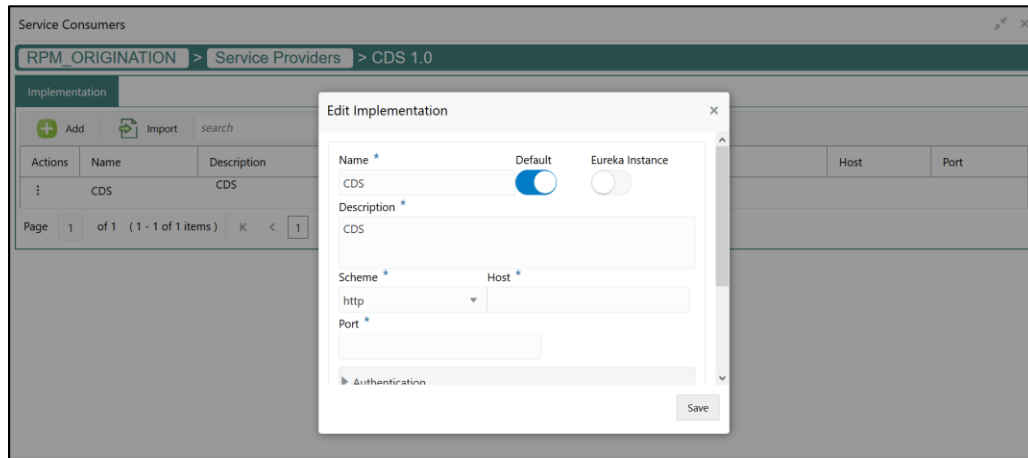 Service Consumers
RPM_ORIGINATION > Service Providers > CDS 1.0
Implementation
Add Import search
Actions Name Description Host Port
CDS CDS
Page 1 of 1 ( 1 - 1 of 1 items ) 1
Edit Implementation
Name * Default Eureka Instance
CDS
Description *
CDS
Scheme * Host *
http
Port *
Authentication
Save